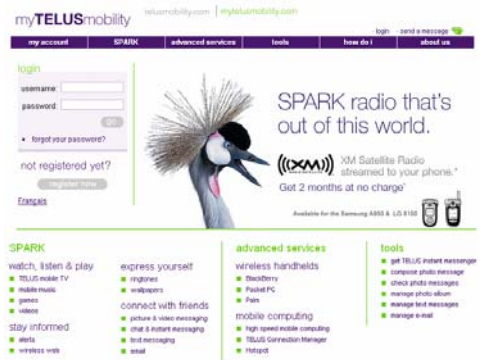 myTELUSmobility
telusmobility.com | mytelusmobility.com
login send a message
my account SPARK advanced services tools how do i about us
login
username:
password:
go
forgot your password?
not registered yet?
register now
Français
SPARK radio that's
out of this world.
((XM)) XM Satellite Radio
streamed to your phone.*
Get 2 months at no charge*
Available for the Samsung A950 & LG 8100
SPARK
watch, listen & play
TELUS mobile TV
mobile music
games
videos
stay informed
alerts
wireless web
express yourself
ringtones
wallpapers
connect with friends
picture & video messaging
chat & instant messaging
text messaging
email
advanced services
wireless handhelds
BlackBerry
Pocket PC
Palm
mobile computing
high speed mobile computing
TELUS Connection Manager
Hotspot
tools
get TELUS instant messenger
compose photo message
check photo messages
manage photo album
manage text messages
manage e-mail